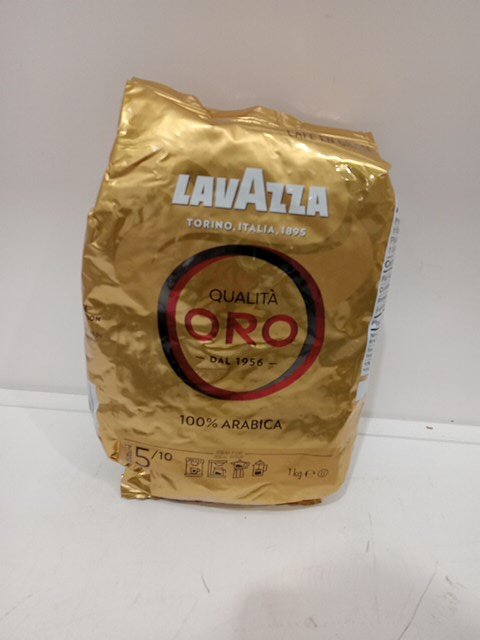 LAVAZZA
TORINO, ITALIA, 1895
QUALITÀ
ORO
— DAL 1956 —
100% ARABICA
5/10
1kg ℮